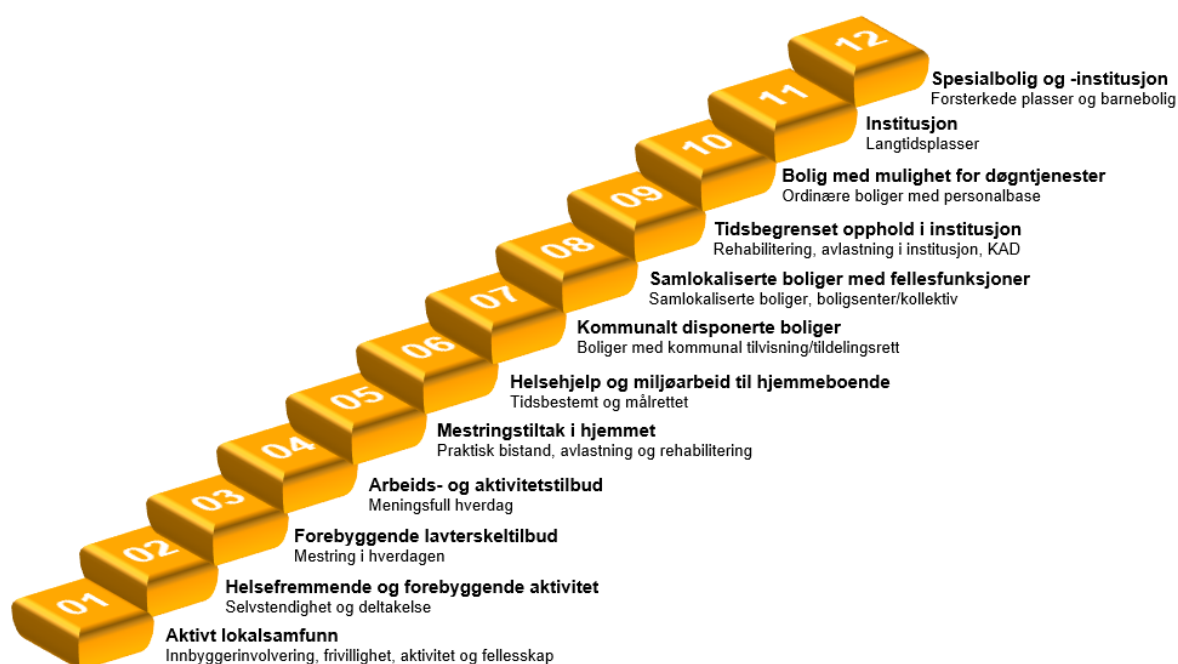 12
Spesialbolig og -institusjon
Forsterkede plasser og barnebolig
11
Institusjon
Langtidsplasser
10
Bolig med mulighet for døgntjenester
Ordinære boliger med personalbase
09
Tidsbegrenset opphold i institusjon
Rehabilitering, avlastning i institusjon, KAD
08
Samlokaliserte boliger med fellesfunksjoner
Samlokaliserte boliger, boligsenter/kollektiv
07
Kommunalt disponerte boliger
Boliger med kommunal tilvisning/tildelingsrett
06
Helsehjelp og miljøarbeid til hjemmeboende
Tidsbestemt og målrettet
05
Mestringstiltak i hjemmet
Praktisk bistand, avlastning og rehabilitering
04
Arbeids- og aktivitetstilbud
Meningsfull hverdag
03
Forebyggende lavterskeltilbud
Mestring i hverdagen
02
Helsefremmende og forebyggende aktivitet
Selvstendighet og deltakelse
01
Aktivt lokalsamfunn
Innbyggerinvolvering, frivillighet, aktivitet og fellesskap